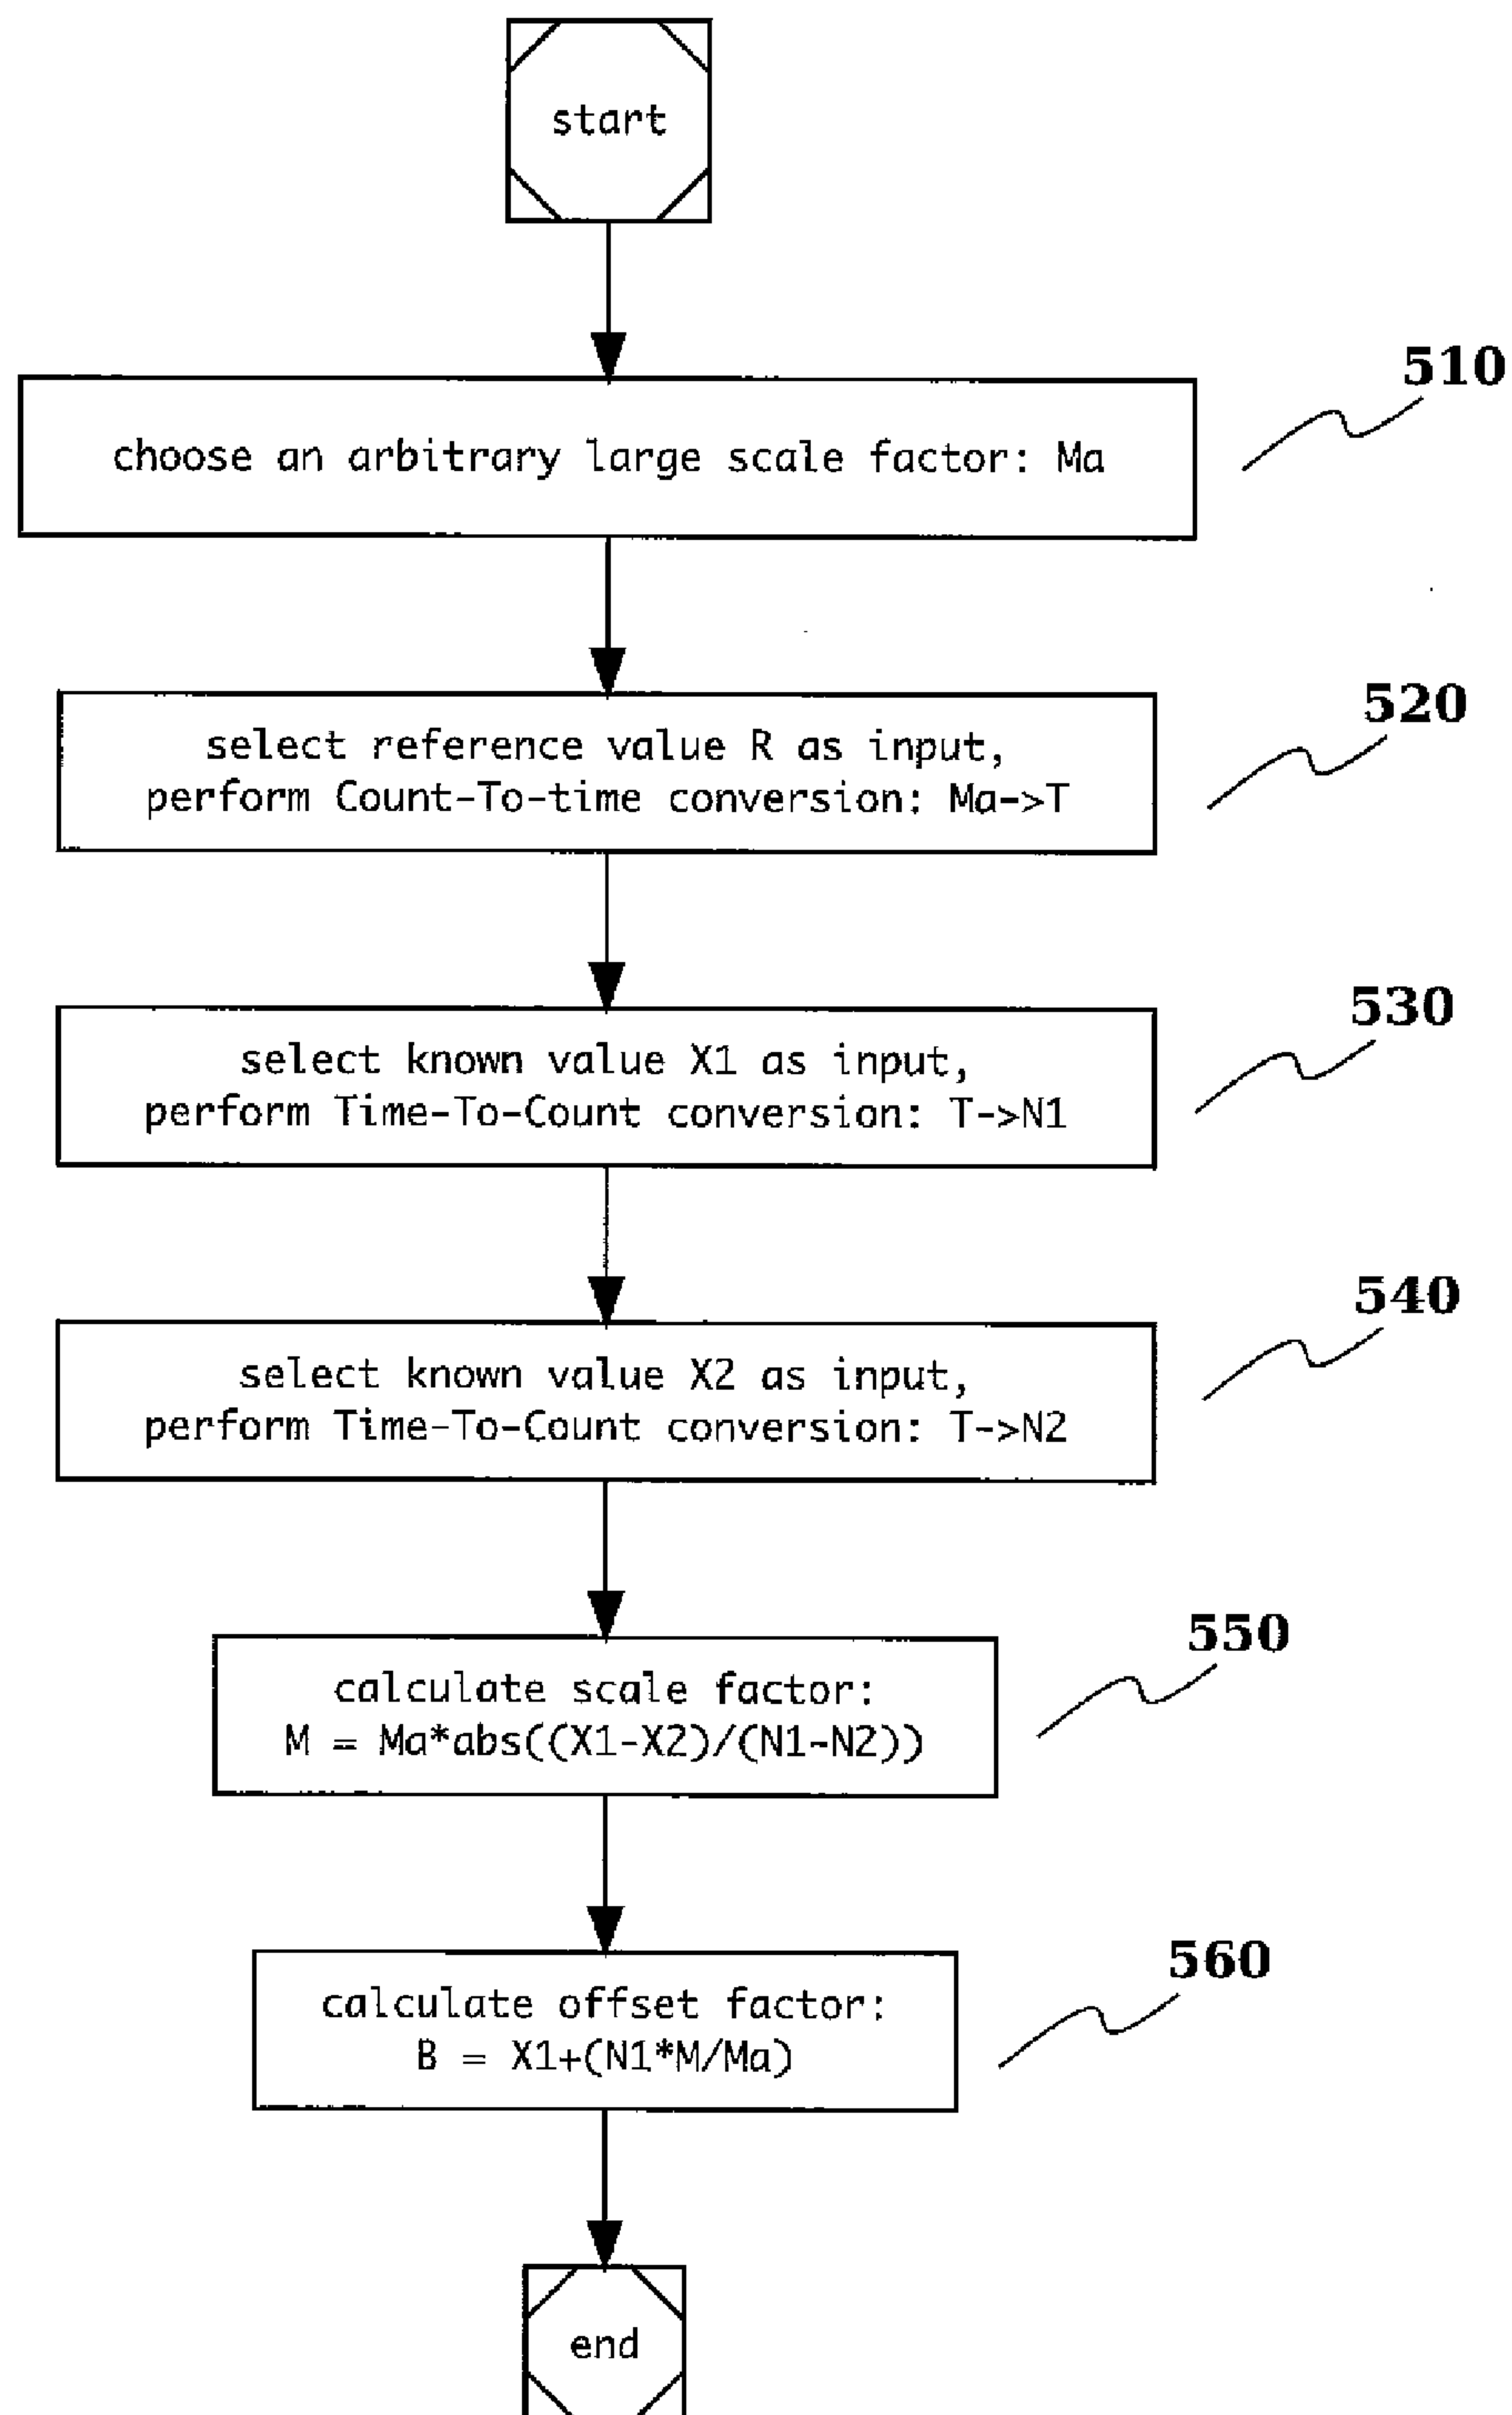 start
510
choose an arbitrary large scale factor: Ma
520
select reference value R as input,
perform Count-To-time conversion: Ma->T
530
select known value X1 as input,
perform Time-To-Count conversion: T->N1
540
select known value X2 as input,
perform Time-To-Count conversion: T->N2
550
calculate scale factor:
M = Ma*abs((X1-X2)/(N1-N2))
560
calculate offset factor:
B = X1+(N1*M/Ma)
end